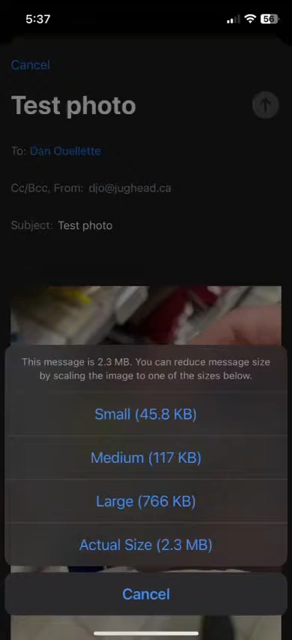 5:37
56
Cancel
Test photo
To: Dan Ouellette
Cc/Bcc, From: djo@jughead.ca
Subject: Test photo
This message is 2.3 MB. You can reduce message size
by scaling the image to one of the sizes below.
Small (45.8 KB)
Medium (117 KB)
Large (766 KB)
Actual Size (2.3 MB)
Cancel